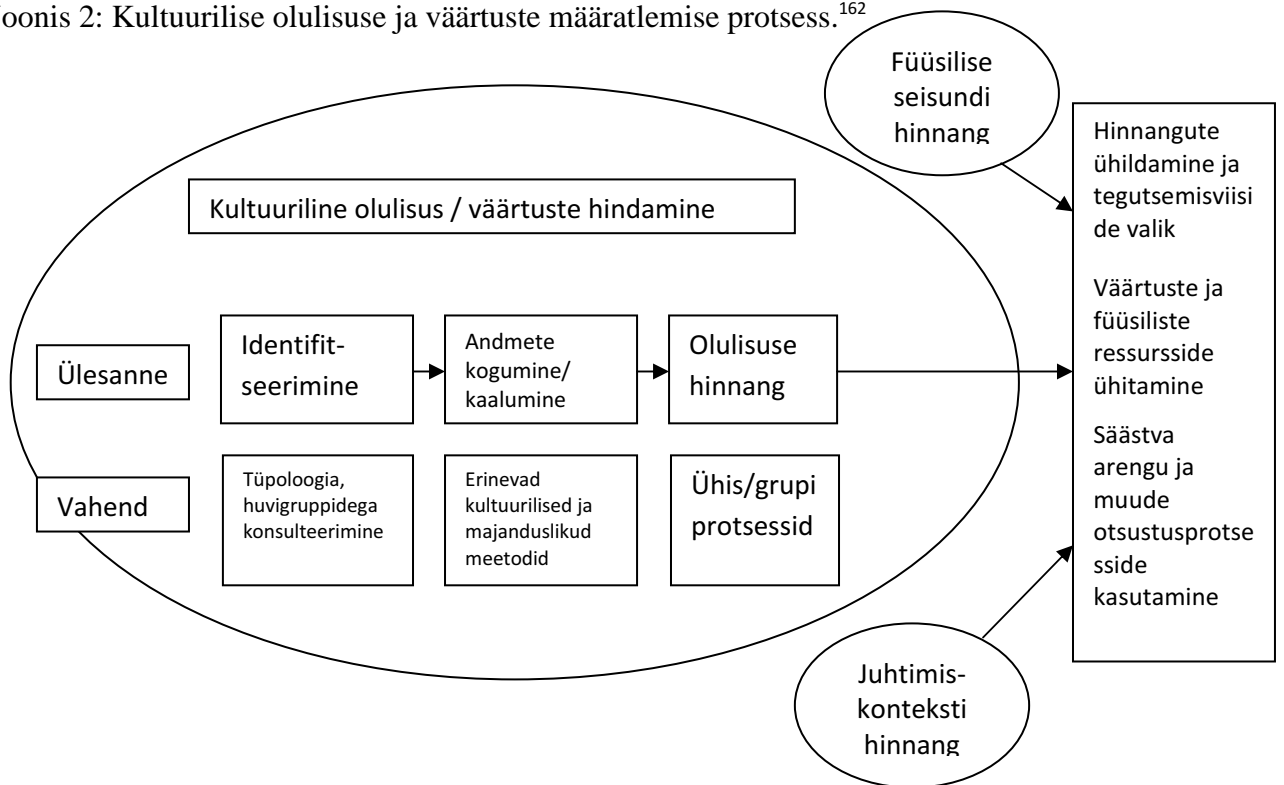 oonis 2: Kultuurilise olulisuse ja väärtuste määratlemise protsess.162
Füüsilise
seisundi
hinnang
Kultuuriline olulisus / väärtuste hindamine
Ülesanne
Identifit-
seerimine
Andmete
kogumine/
kaalumine
Olulisuse
hinnang
Vahend
Tüpoloogia,
huvigruppidega
konsulteerimine
Erinevad
kultuurilised ja
majanduslikud
meetodid
Ühis/grupi
protsessid
Hinnangute
ühildamine ja
tegutsemisviisi
de valik
Väärtuste ja
füüsiliste
ressursside
ühitamine
Säästva
arengu ja
muude
otsustusprotse
sside
kasutamine
Juhtimis-
konteksti
hinnang